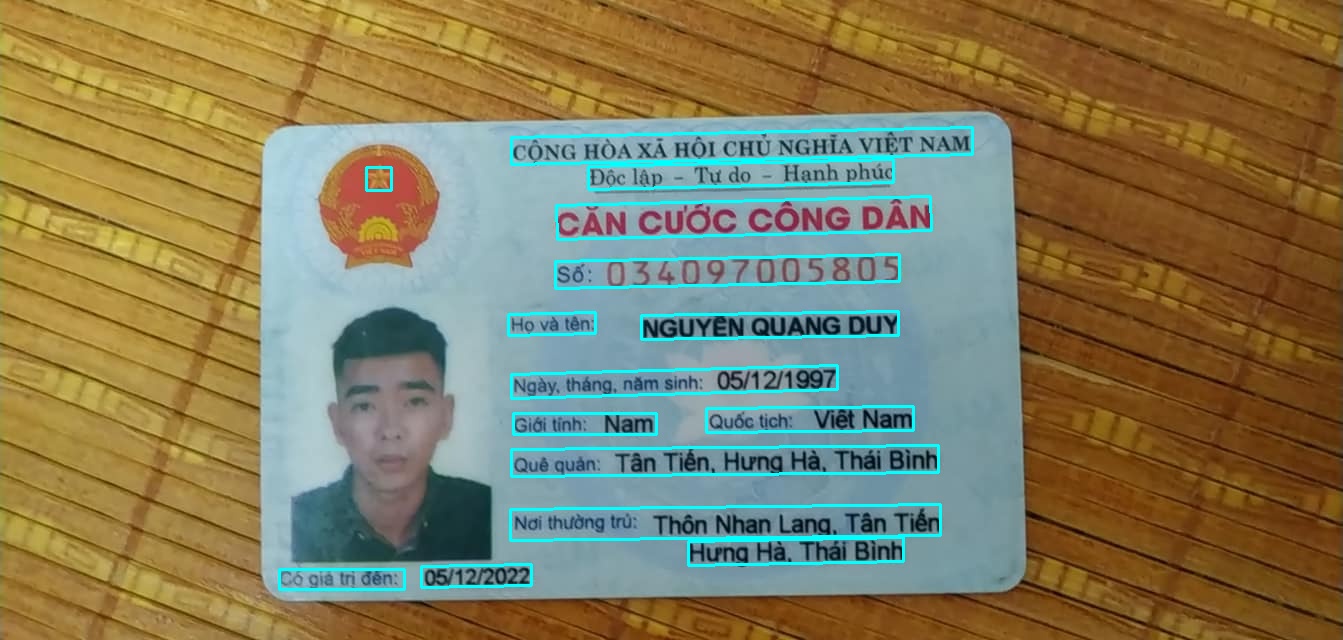 CỘNG HÒA XÃ HỘI CHỦ NGHĨA VIỆT NAM
Độc lập – Tự do – Hạnh phúc
CĂN CƯỚC CÔNG DÂN
Số: 034097005805
VIỆT NAM
Họ và tên: NGUYỄN QUANG DUY
Ngày, tháng, năm sinh: 05/12/1997
Giới tính: Nam Quốc tịch: Việt Nam
Quê quán: Tân Tiến, Hưng Hà, Thái Bình
Nơi thường trú: Thôn Nhan Lang, Tân Tiến
Hưng Hà, Thái Bình
Có giá trị đến: 05/12/2022